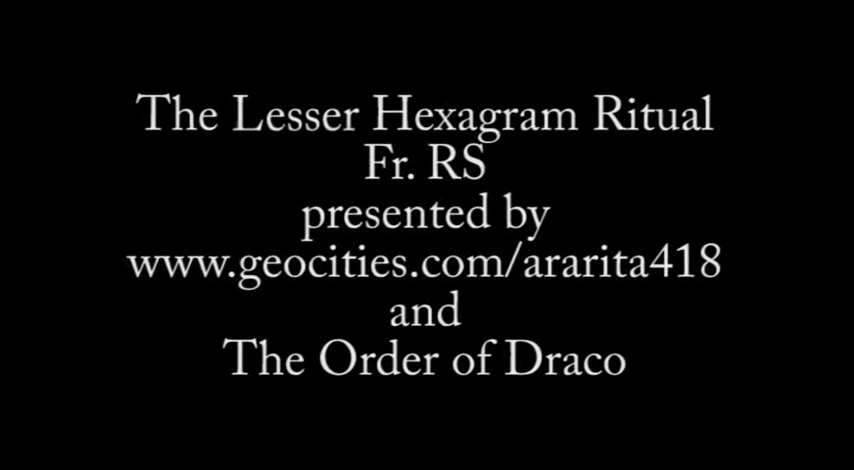 The Lesser Hexagram Ritual
Fr. RS
presented by
www.geocities.com/ararita418
and
The Order of Draco